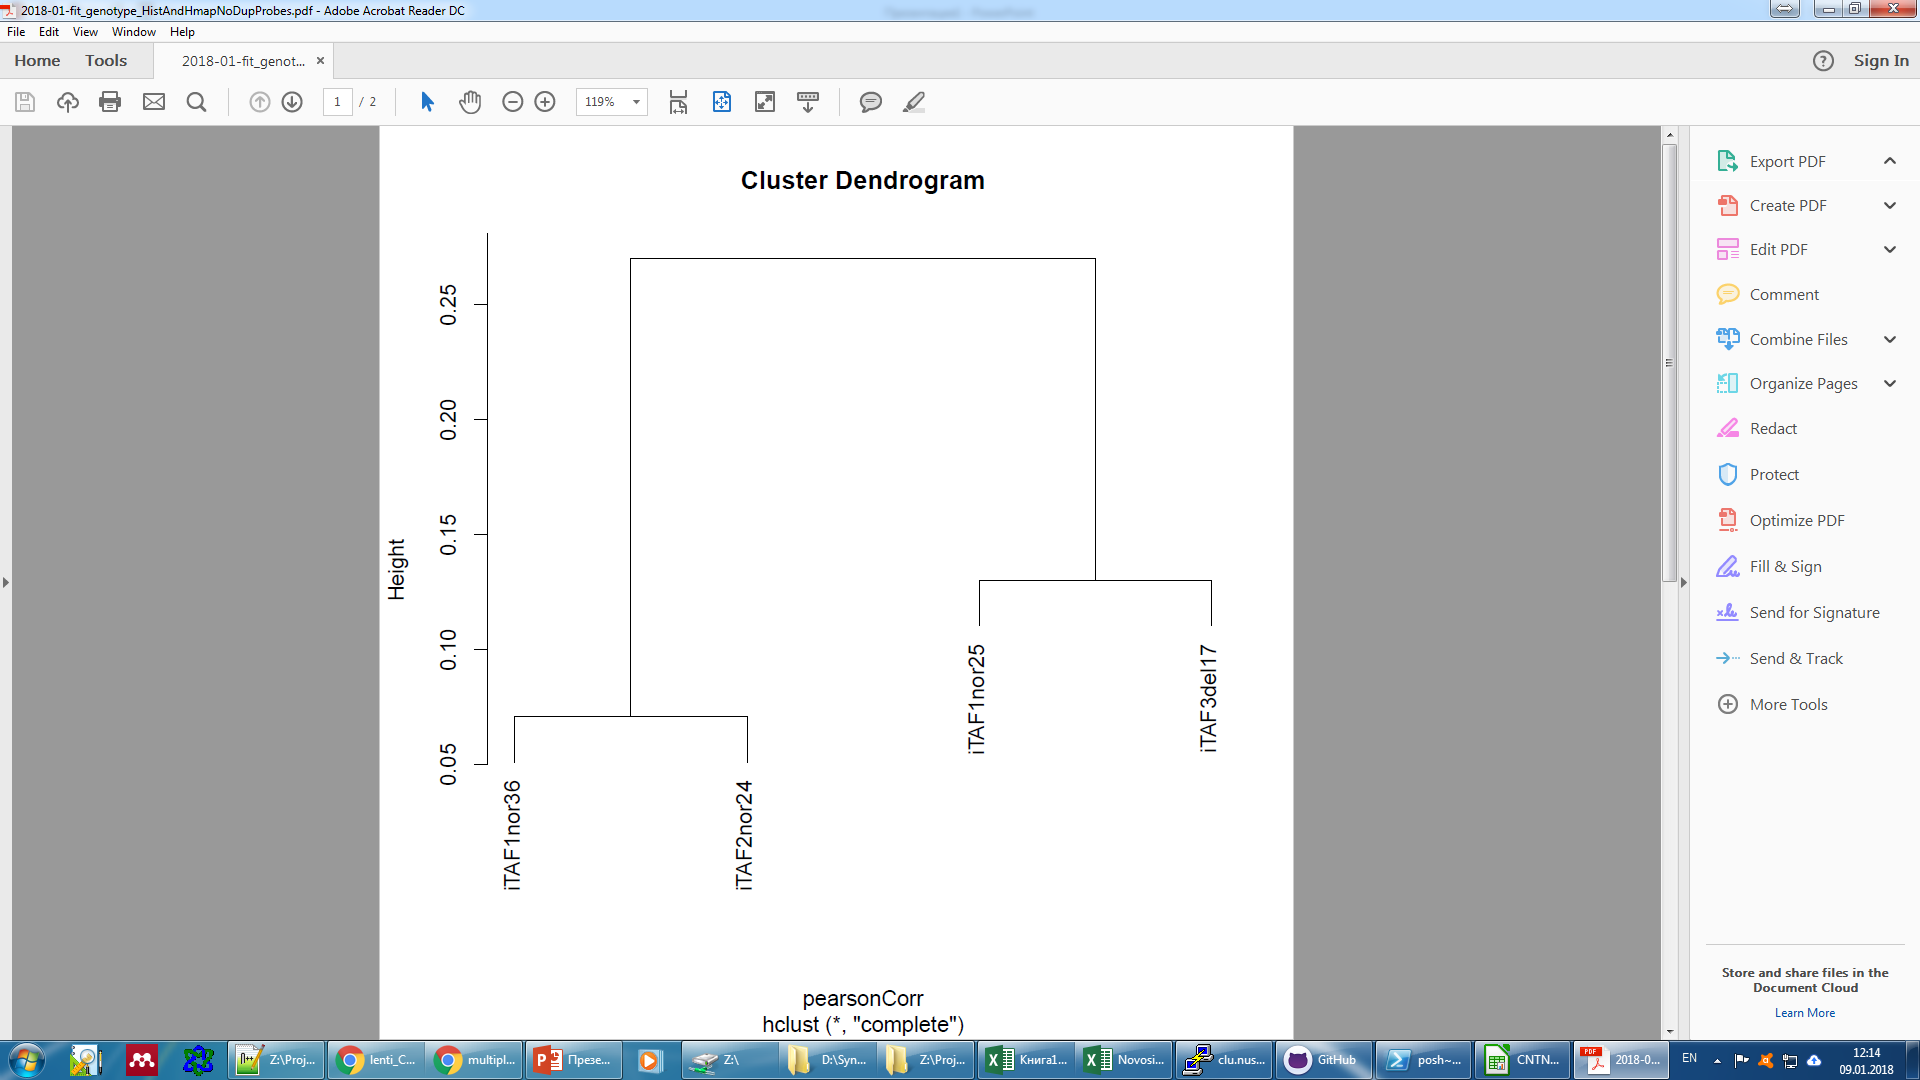 2018-01-fit_genotype_HistAndHmapNoDupProbes.pdf - Adobe Acrobat Reader DC
File Edit View Window Help
Home Tools 2018-01-fit_genot... × ? Sign In
1 / 2 119%
Cluster Dendrogram
Height
0.05 0.10 0.15 0.20 0.25
iTAF1nor36
iTAF2nor24
iTAF1nor25
iTAF3del17
pearsonCorr
hclust (*, "complete")
Export PDF
Create PDF
Edit PDF
Comment
Combine Files
Organize Pages
Redact
Protect
Optimize PDF
Fill & Sign
Send for Signature
Send & Track
More Tools
Store and share files in the
Document Cloud
Learn More
Z:\Proj... lenti_C... multipl... Презе... Z:\ D:\Syn... Z:\Proj... Книга1... Novosi... clu.nus... GitHub posh~... CNTN... PDF 2018-0... EN 12:14
09.01.2018